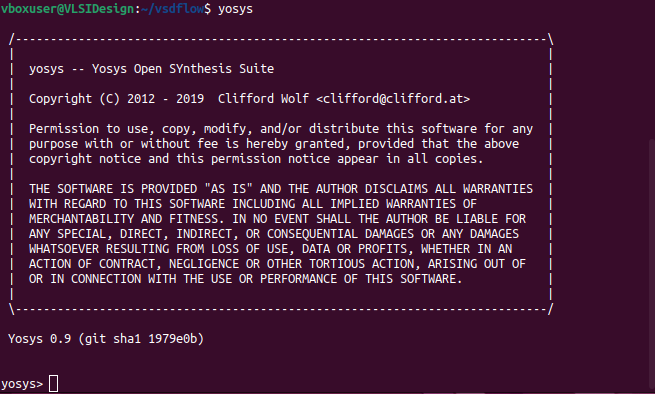 vboxuser@VLSIDesign:~/vsdflow$ yosys
/----------------------------------------------------------------------------\
|                                                                            |
|  yosys -- Yosys Open SYnthesis Suite                                       |
|                                                                            |
|  Copyright (C) 2012 - 2019  Clifford Wolf <clifford@clifford.at>           |
|                                                                            |
|  Permission to use, copy, modify, and/or distribute this software for any  |
|  purpose with or without fee is hereby granted, provided that the above    |
|  copyright notice and this permission notice appear in all copies.         |
|                                                                            |
|  THE SOFTWARE IS PROVIDED "AS IS" AND THE AUTHOR DISCLAIMS ALL WARRANTIES  |
|  WITH REGARD TO THIS SOFTWARE INCLUDING ALL IMPLIED WARRANTIES OF          |
|  MERCHANTABILITY AND FITNESS. IN NO EVENT SHALL THE AUTHOR BE LIABLE FOR   |
|  ANY SPECIAL, DIRECT, INDIRECT, OR CONSEQUENTIAL DAMAGES OR ANY DAMAGES    |
|  WHATSOEVER RESULTING FROM LOSS OF USE, DATA OR PROFITS, WHETHER IN AN     |
|  ACTION OF CONTRACT, NEGLIGENCE OR OTHER TORTIOUS ACTION, ARISING OUT OF   |
|  OR IN CONNECTION WITH THE USE OR PERFORMANCE OF THIS SOFTWARE.            |
|                                                                            |
\----------------------------------------------------------------------------/
Yosys 0.9 (git sha1 1979e0b)
yosys>